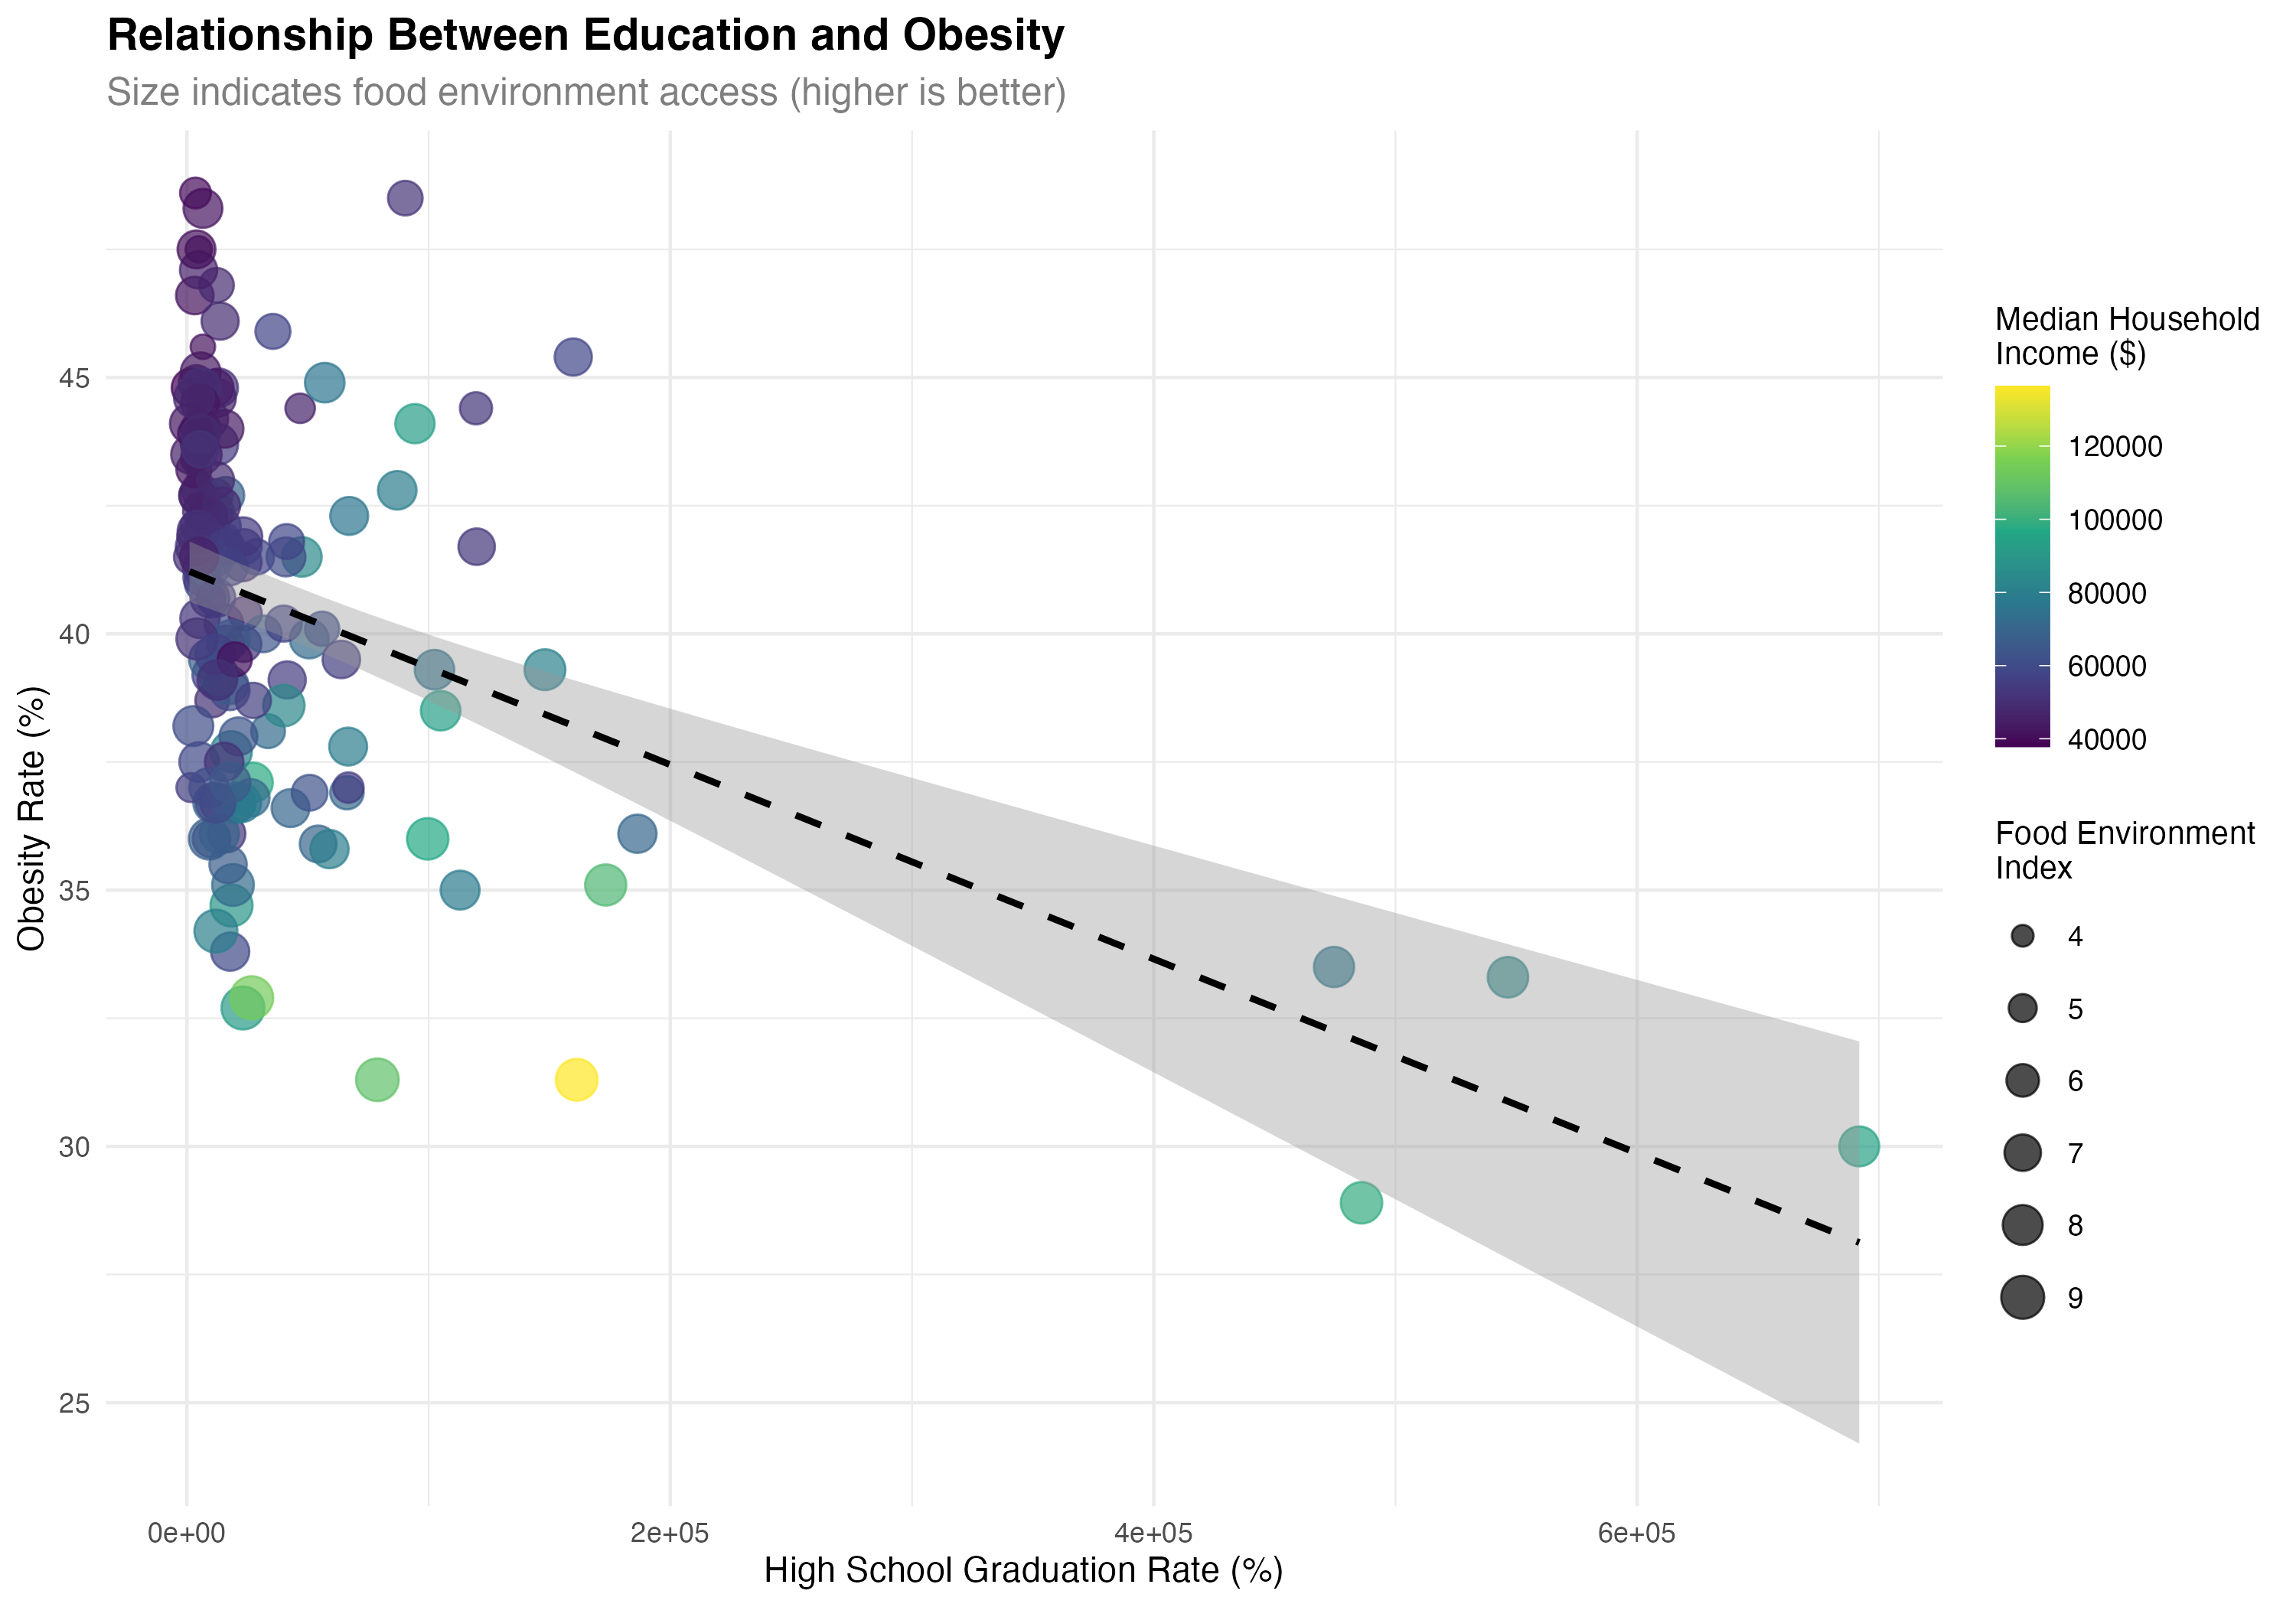 Relationship Between Education and Obesity
Size indicates food environment access (higher is better)
Obesity Rate (%)
45
40
35
30
25
0e+00
2e+05
4e+05
6e+05
High School Graduation Rate (%)
Median Household
Income ($)
120000
100000
80000
60000
40000
Food Environment
Index
4
5
6
7
8
9